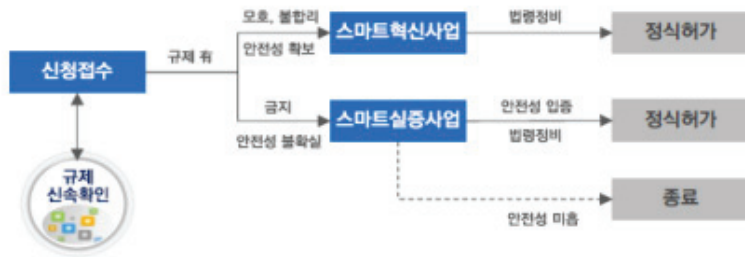 모호, 불합리
법령정비
스마트혁신사업
정식허가
규제 有
안전성 확보
신청접수
금지
안전성 입증
스마트실증사업
정식허가
안전성 불확실
법령정비
규제
신속확인
종료
안전성 미흡